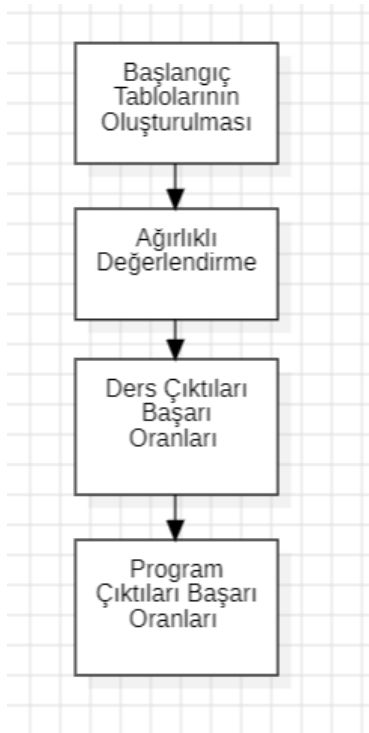 Başlangıç
Tablolarının
Oluşturulması
Ağırlıklı
Değerlendirme
Ders Çıktıları
Başarı
Oranları
Program
Çıktıları Başarı
Oranları